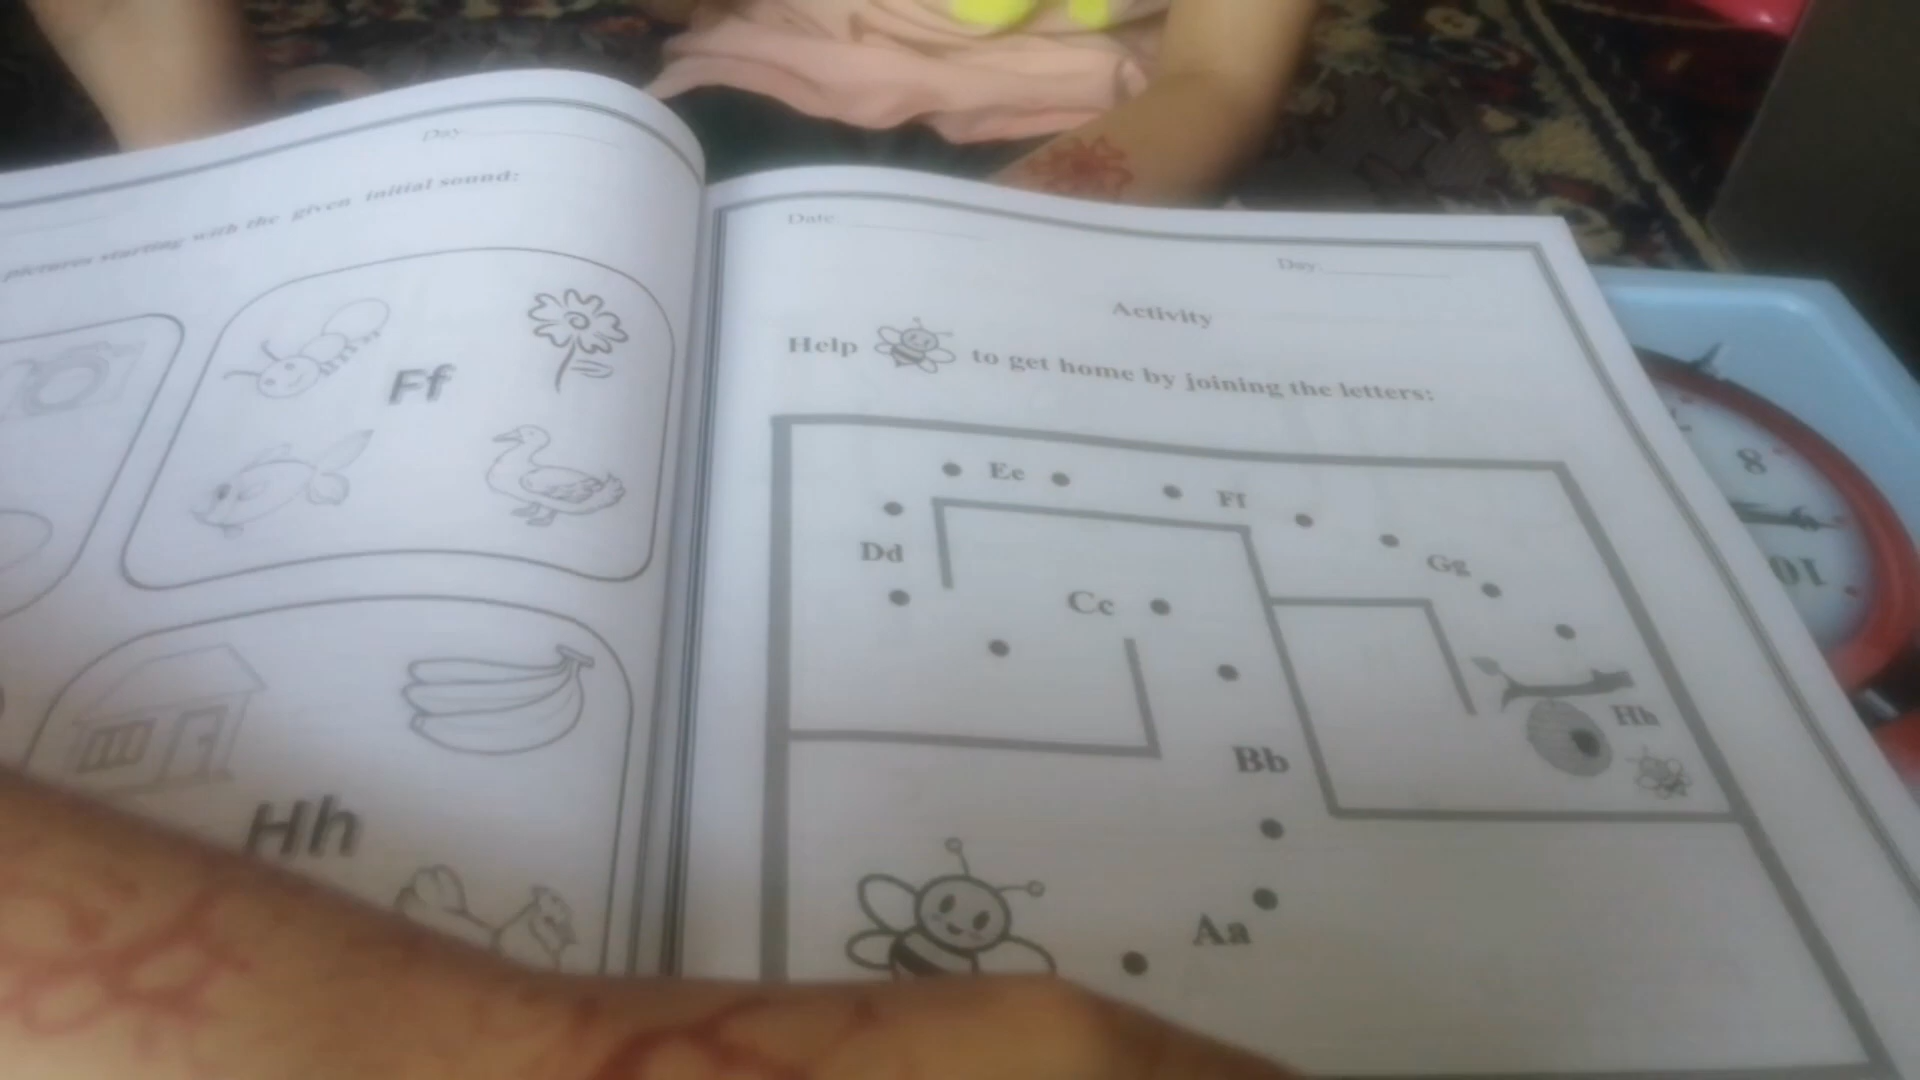 Day
pictures starting with the given initial sound:
Ff
Hh
Date
Day
Activity
Help to get home by joining the letters:
Ee
Ff
Dd
Gg
Cc
Hh
Bb
Aa
8
10